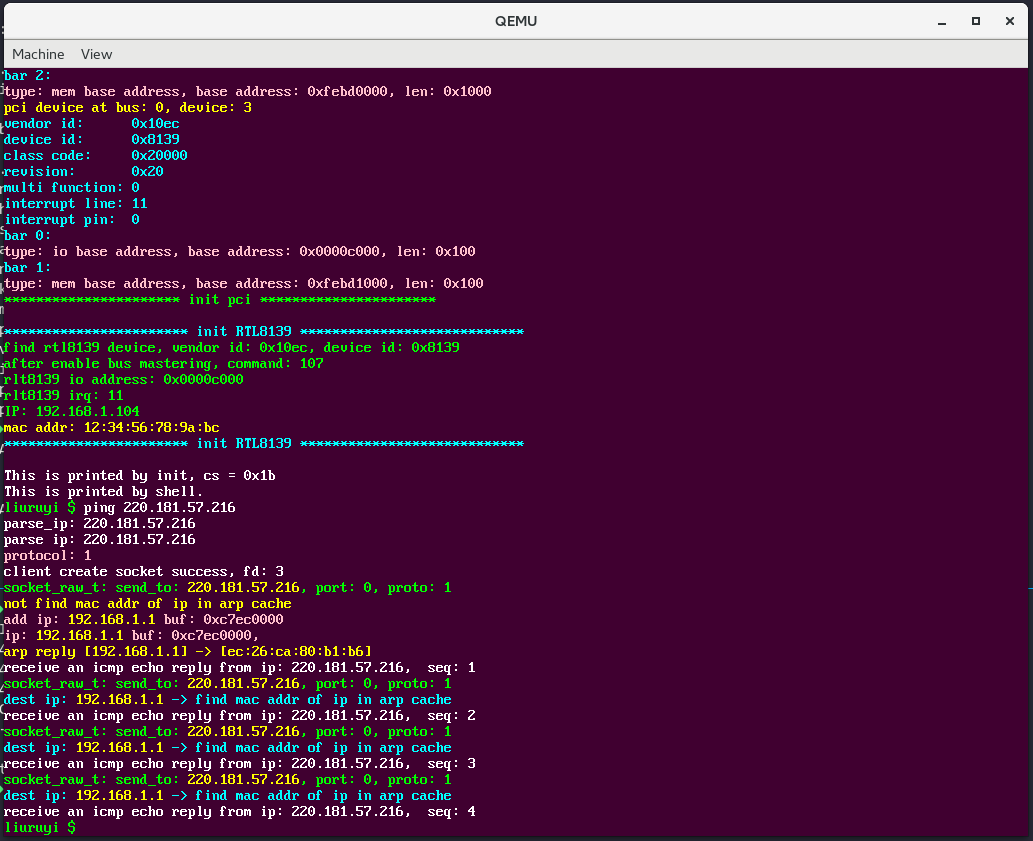 QEMU
Machine View
bar 2:
type: mem base address, base address: 0xfebd0000, len: 0x1000
pci device at bus: 0, device: 3
vendor id: 0x10ec
device id: 0x8139
class code: 0x20000
revision: 0x20
multi function: 0
interrupt line: 11
interrupt pin: 0
bar 0:
type: io base address, base address: 0x0000c000, len: 0x100
bar 1:
type: mem base address, base address: 0xfebd1000, len: 0x100
********************** init pci **********************
*********************** init RTL8139 ****************************
find rtl8139 device, vendor id: 0x10ec, device id: 0x8139
after enable bus mastering, command: 107
rlt8139 io address: 0x0000c000
rlt8139 irq: 11
IP: 192.168.1.104
mac addr: 12:34:56:78:9a:bc
*********************** init RTL8139 ****************************
This is printed by init, cs = 0x1b
This is printed by shell.
liuruyi $ ping 220.181.57.216
parse_ip: 220.181.57.216
parse ip: 220.181.57.216
protocol: 1
client create socket success, fd: 3
socket_raw_t: send_to: 220.181.57.216, port: 0, proto: 1
not find mac addr of ip in arp cache
add ip: 192.168.1.1 buf: 0xc7ec0000
ip: 192.168.1.1 buf: 0xc7ec0000,
arp reply [192.168.1.1] -> [ec:26:ca:80:b1:b6]
receive an icmp echo reply from ip: 220.181.57.216, seq: 1
socket_raw_t: send_to: 220.181.57.216, port: 0, proto: 1
dest ip: 192.168.1.1 -> find mac addr of ip in arp cache
receive an icmp echo reply from ip: 220.181.57.216, seq: 2
socket_raw_t: send_to: 220.181.57.216, port: 0, proto: 1
dest ip: 192.168.1.1 -> find mac addr of ip in arp cache
receive an icmp echo reply from ip: 220.181.57.216, seq: 3
socket_raw_t: send_to: 220.181.57.216, port: 0, proto: 1
dest ip: 192.168.1.1 -> find mac addr of ip in arp cache
receive an icmp echo reply from ip: 220.181.57.216, seq: 4
liuruyi $